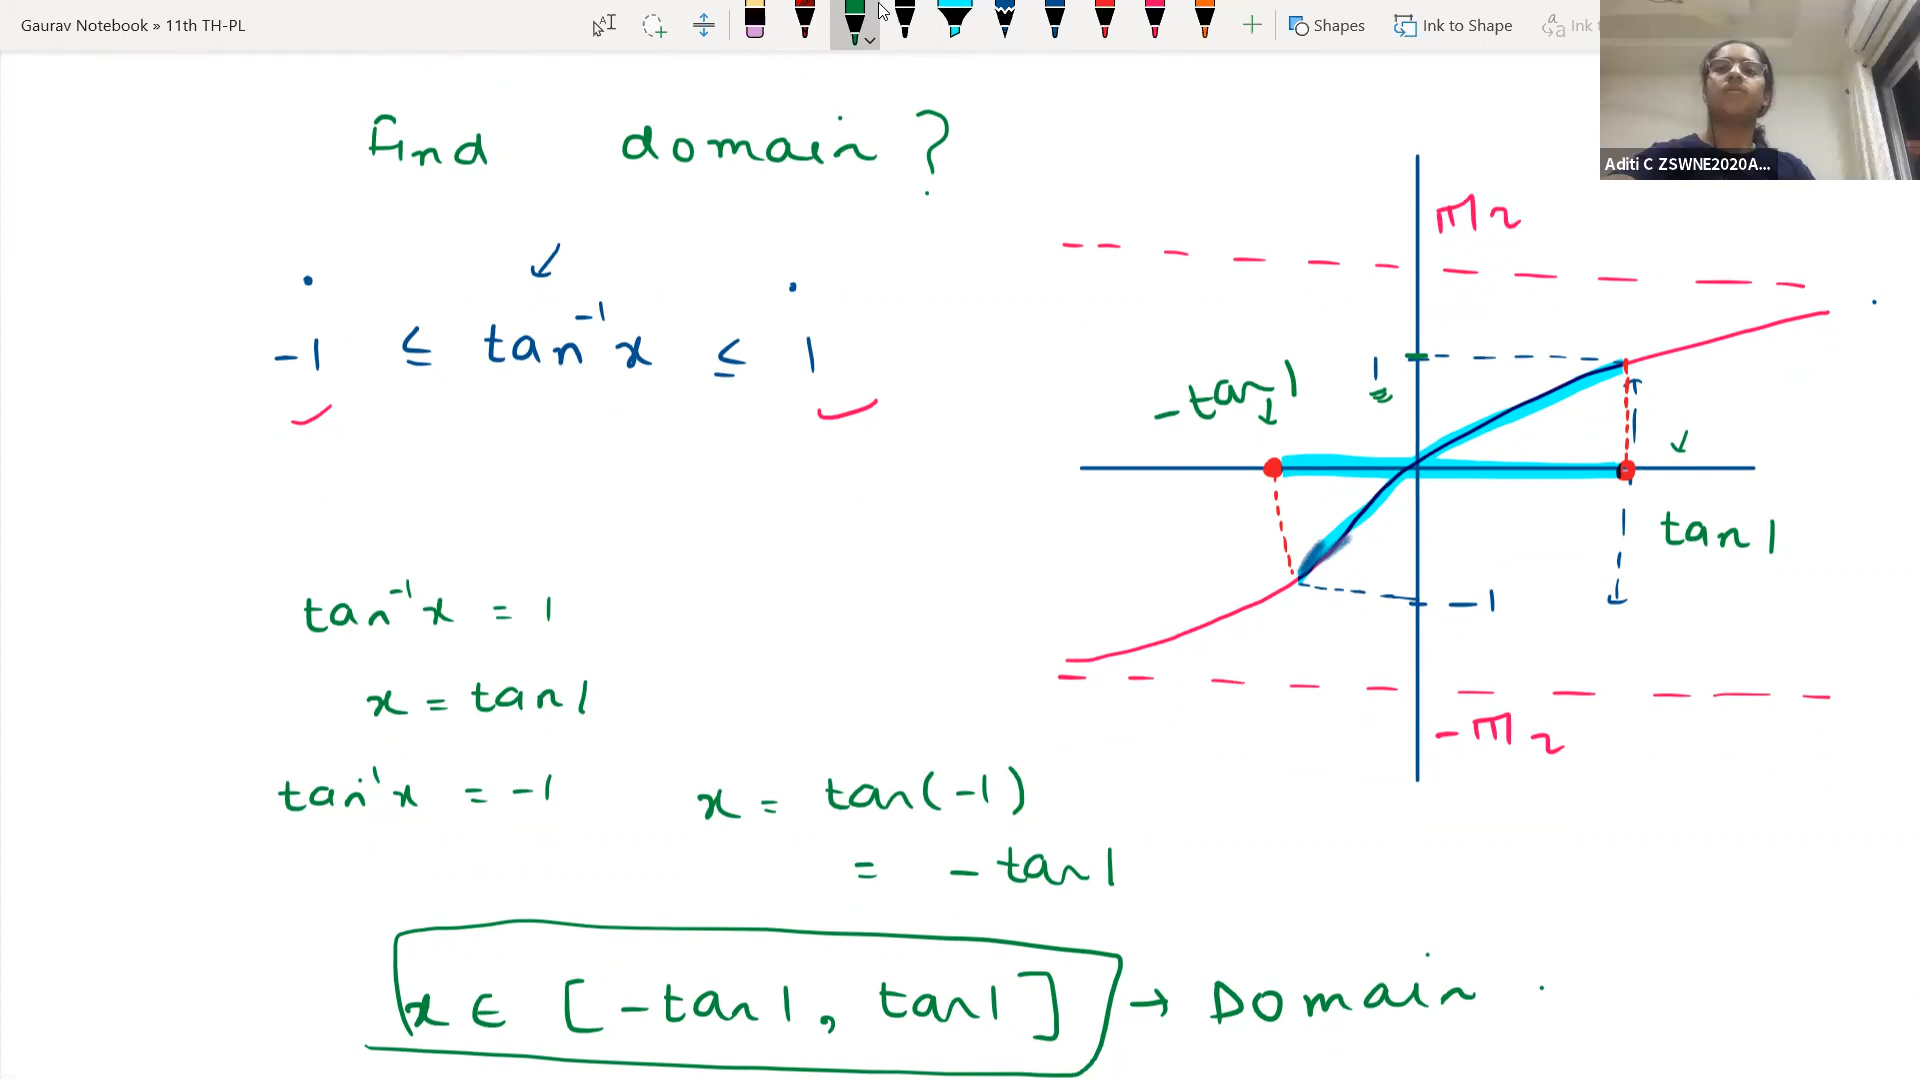 Gaurav Notebook » 11th TH-PL
Shapes
Ink to Shape
Ink t
Aditi C ZSWNE2020A...
find domain ?
-1 ≤ tan⁻¹x ≤ 1
π/2
1
-tan1
tan1
-1
-π/2
tan⁻¹x = 1
x = tan1
tan⁻¹x = -1 x = tan(-1)
= -tan1
x ∈ [-tan1, tan1] → Domain